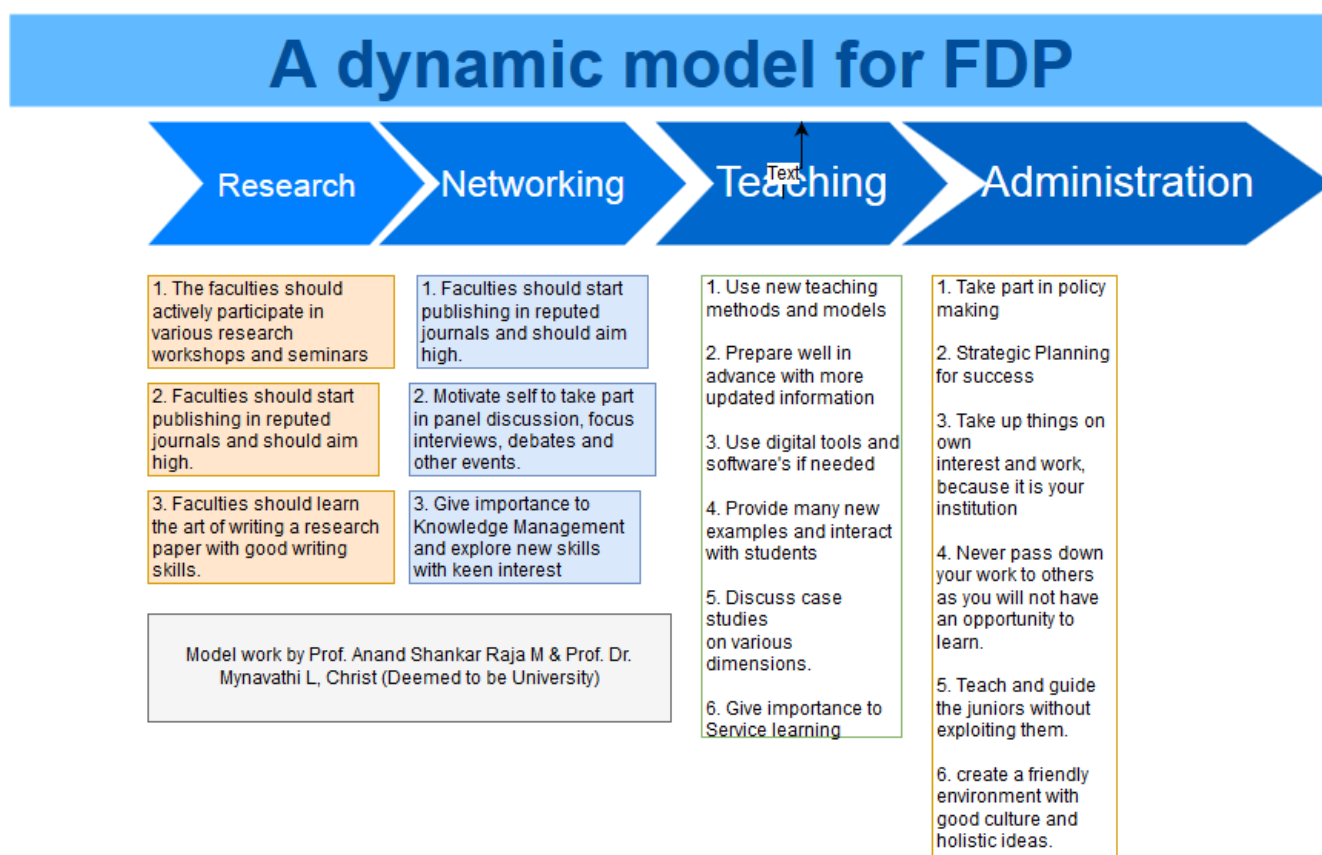 A dynamic model for FDP
Research
Networking
Teaching
Text
Administration
1. The faculties should
actively participate in
various research
workshops and seminars
2. Faculties should start
publishing in reputed
journals and should aim
high.
3. Faculties should learn
the art of writing a research
paper with good writing
skills.
1. Faculties should start
publishing in reputed
journals and should aim
high.
2. Motivate self to take part
in panel discussion, focus
interviews, debates and
other events.
3. Give importance to
Knowledge Management
and explore new skills
with keen interest
Model work by Prof. Anand Shankar Raja M & Prof. Dr.
Mynavathi L, Christ (Deemed to be University)
1. Use new teaching
methods and models
2. Prepare well in
advance with more
updated information
3. Use digital tools and
software's if needed
4. Provide many new
examples and interact
with students
5. Discuss case
studies
on various
dimensions.
6. Give importance to
Service learning
1. Take part in policy
making
2. Strategic Planning
for success
3. Take up things on
own
interest and work,
because it is your
institution
4. Never pass down
your work to others
as you will not have
an opportunity to
learn.
5. Teach and guide
the juniors without
exploiting them.
6. create a friendly
environment with
good culture and
holistic ideas.